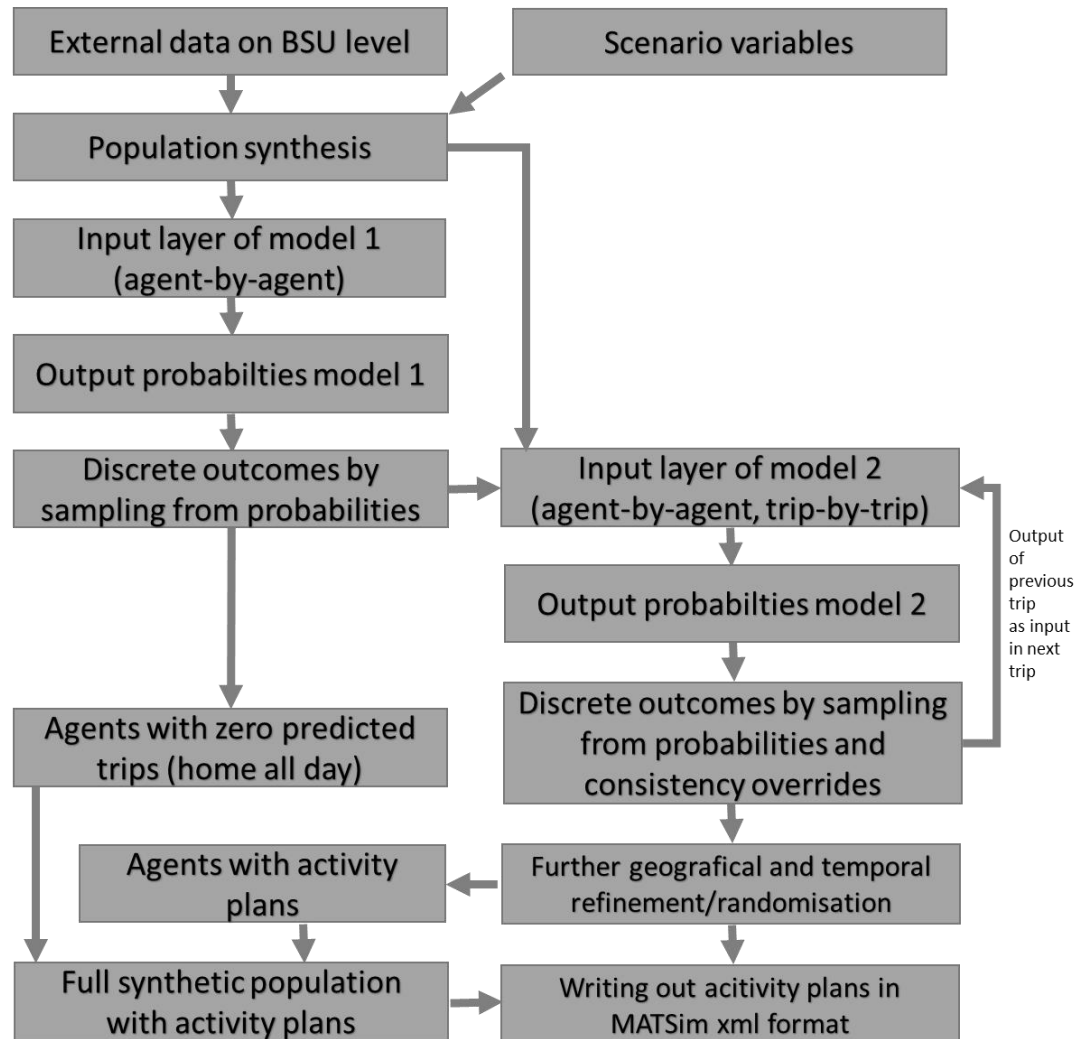 External data on BSU level
Scenario variables
Population synthesis
Input layer of model 1
(agent-by-agent)
Output probabilties model 1
Discrete outcomes by
sampling from probabilities
Input layer of model 2
(agent-by-agent, trip-by-trip)
Output
of
previous
trip
as input
in next
trip
Output probabilties model 2
Discrete outcomes by sampling
from probabilities and
consistency overrides
Agents with zero predicted
trips (home all day)
Further geografical and temporal
refinement/randomisation
Agents with activity
plans
Full synthetic population
with activity plans
Writing out acitivity plans in
MATSim xml format